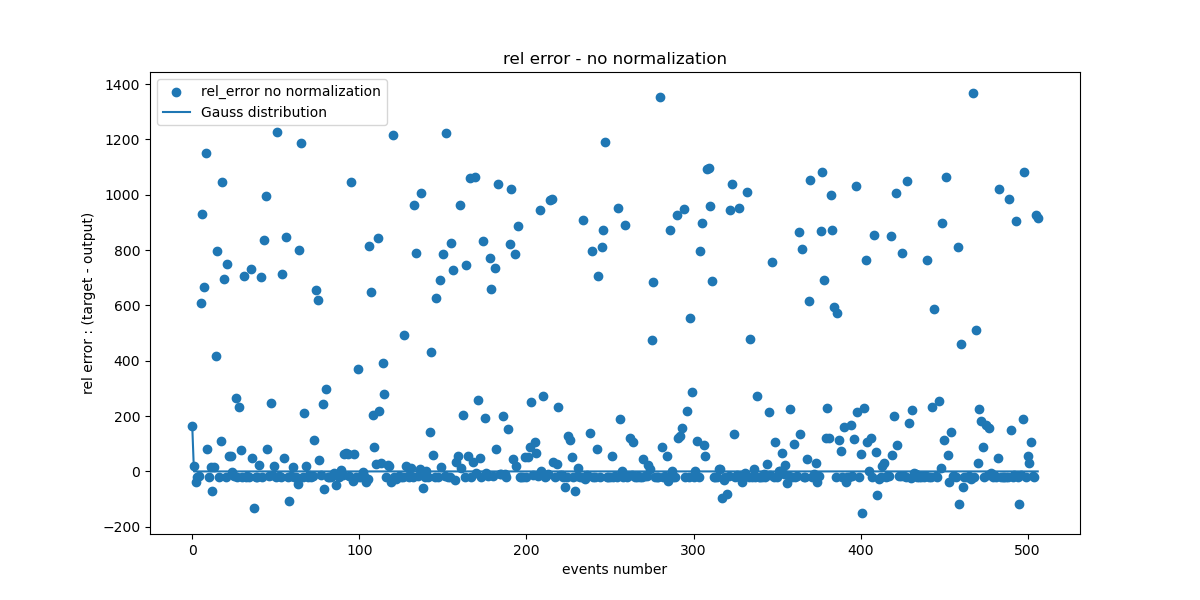 rel error - no normalization
rel_error no normalization
Gauss distribution
rel error : (target - output)
1400
1200
1000
800
600
400
200
0
−200
0 100 200 300 400 500
events number